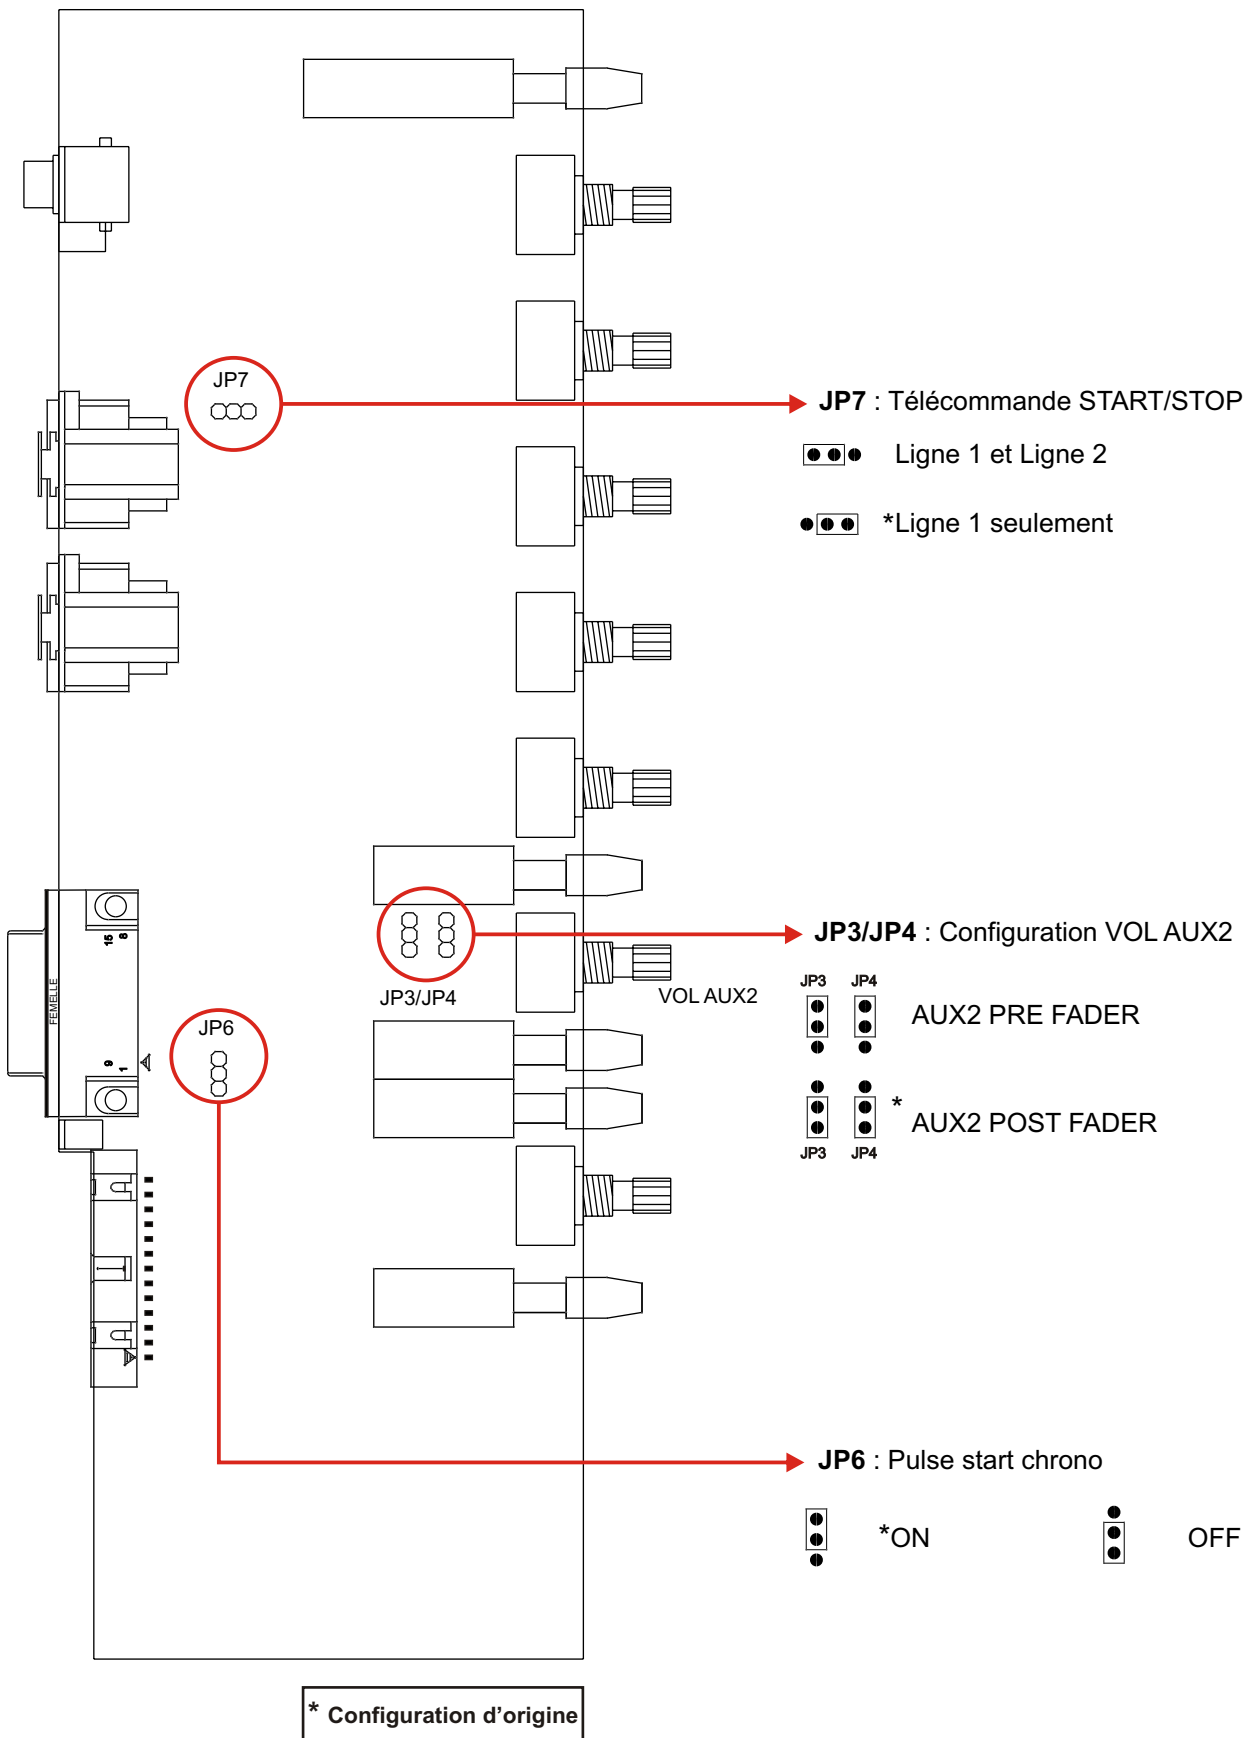 JP7
JP7 : Télécommande START/STOP
Ligne 1 et Ligne 2
*Ligne 1 seulement
15 8
FEMELLE
9 1
JP3/JP4
VOL AUX2
JP3/JP4 : Configuration VOL AUX2
JP3 JP4
AUX2 PRE FADER
* AUX2 POST FADER
JP3 JP4
JP6
JP6 : Pulse start chrono
*ON OFF
* Configuration d’origine